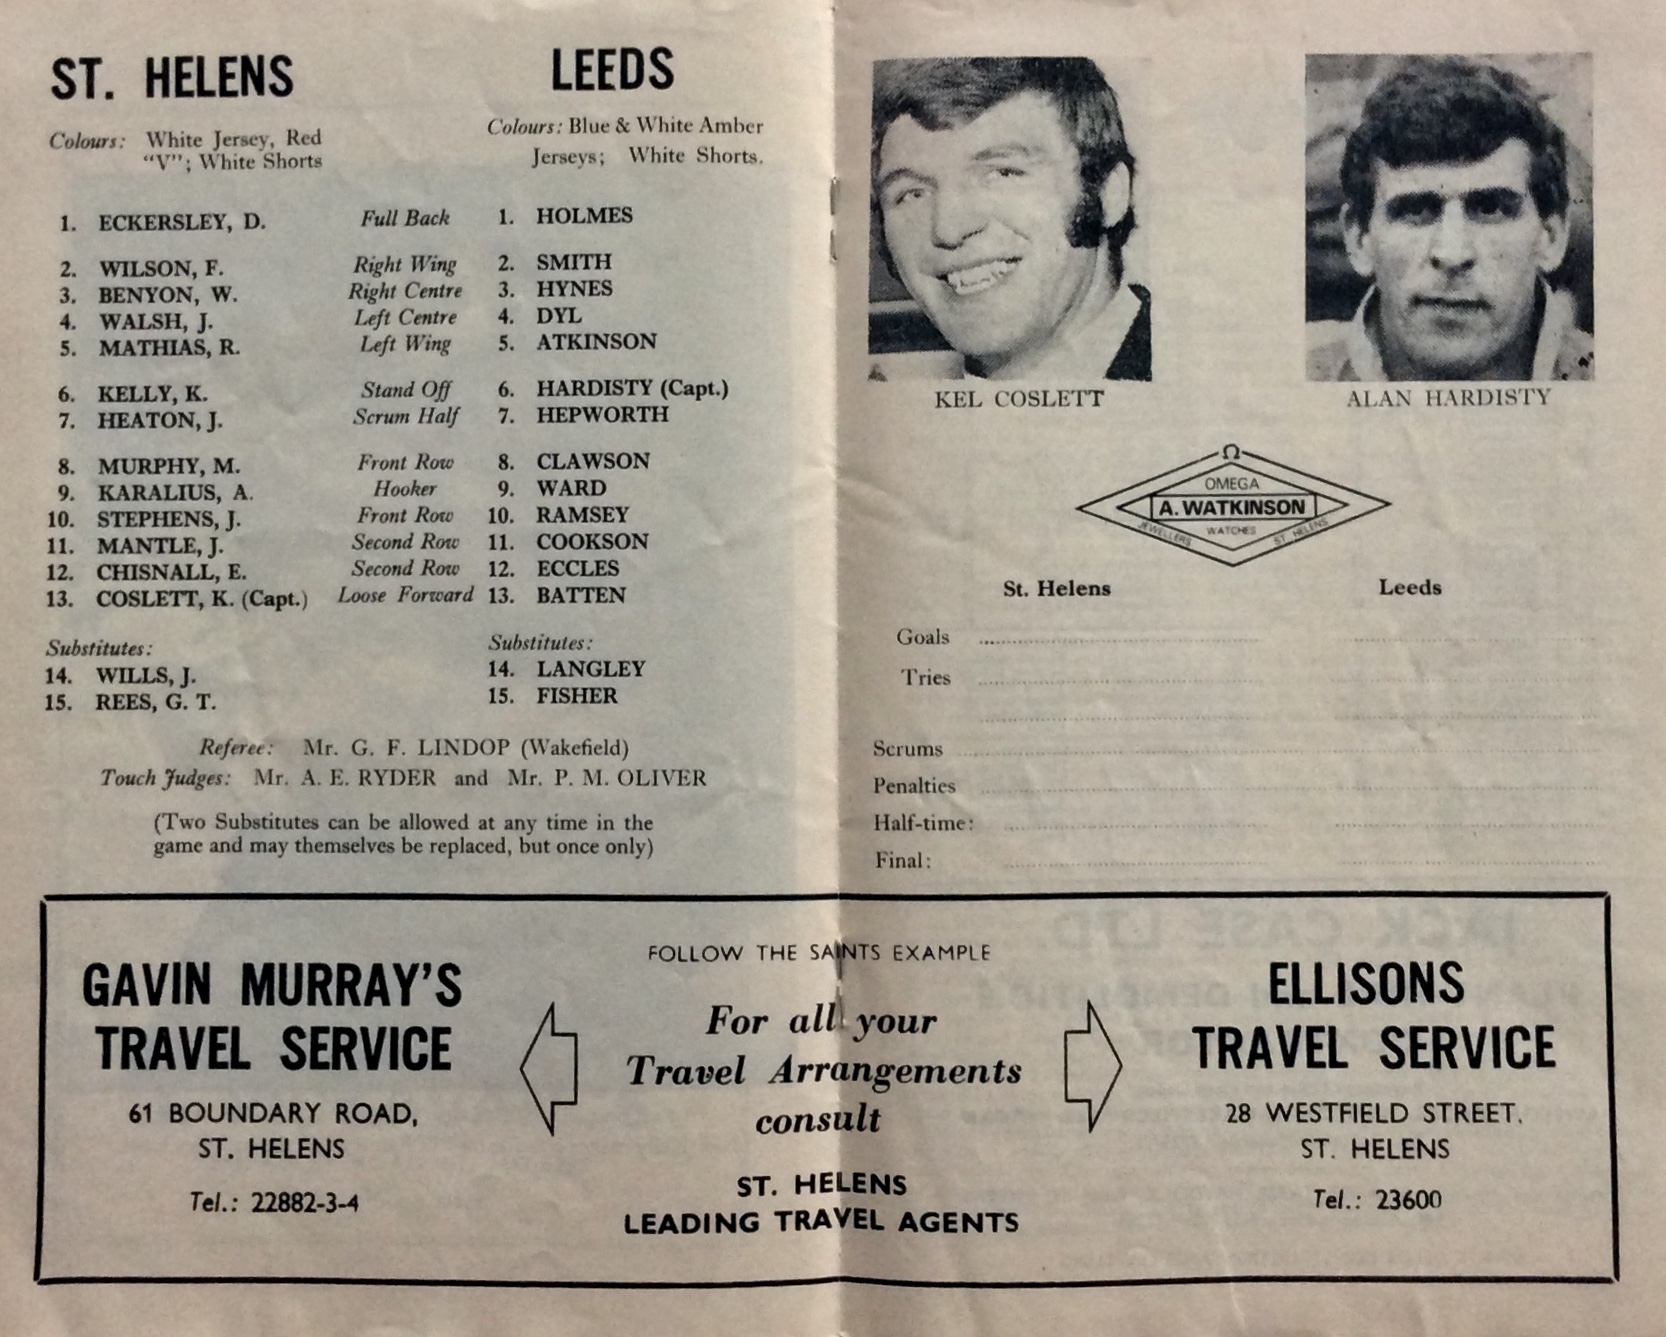 ST. HELENS
Colours: White Jersey, Red
"V"; White Shorts
LEEDS
Colours: Blue & White Amber
Jerseys; White Shorts.
1. ECKERSLEY, D. Full Back 1. HOLMES
2. WILSON, F. Right Wing 2. SMITH
3. BENYON, W. Right Centre 3. HYNES
4. WALSH, J. Left Centre 4. DYL
5. MATHIAS, R. Left Wing 5. ATKINSON
6. KELLY, K. Stand Off 6. HARDISTY (Capt.)
7. HEATON, J. Scrum Half 7. HEPWORTH
8. MURPHY, M. Front Row 8. CLAWSON
9. KARALIUS, A. Hooker 9. WARD
10. STEPHENS, J. Front Row 10. RAMSEY
11. MANTLE, J. Second Row 11. COOKSON
12. CHISNALL, E. Second Row 12. ECCLES
13. COSLETT, K. (Capt.) Loose Forward 13. BATTEN
Substitutes: Substitutes:
14. WILLS, J. 14. LANGLEY
15. REES, G. T. 15. FISHER
Referee: Mr. G. F. LINDOP (Wakefield)
Touch Judges: Mr. A. E. RYDER and Mr. P. M. OLIVER
(Two Substitutes can be allowed at any time in the
game and may themselves be replaced, but once only)
KEL COSLETT
ALAN HARDISTY
Ω
OMEGA
A. WATKINSON
JEWELLERS WATCHES ST. HELENS
St. Helens Leeds
Goals
Tries
Scrums
Penalties
Half-time:
Final:
GAVIN MURRAY'S
TRAVEL SERVICE
61 BOUNDARY ROAD,
ST. HELENS
Tel.: 22882-3-4
FOLLOW THE SAINTS EXAMPLE
For all your
Travel Arrangements
consult
ST. HELENS
LEADING TRAVEL AGENTS
ELLISONS
TRAVEL SERVICE
28 WESTFIELD STREET.
ST. HELENS
Tel.: 23600